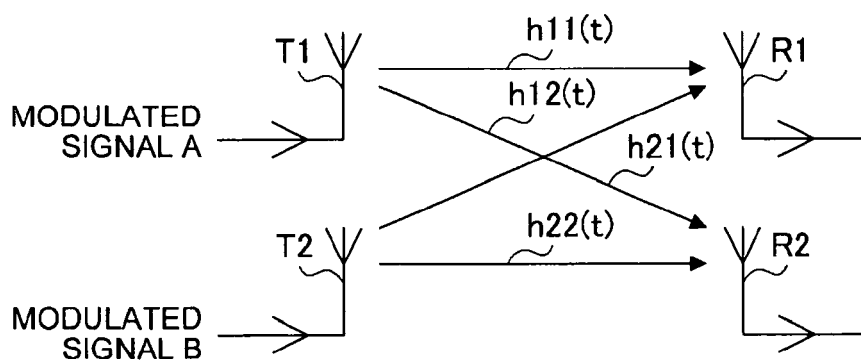 h11(t)
T1
R1
h12(t)
MODULATED
SIGNAL A
h21(t)
h22(t)
T2
R2
MODULATED
SIGNAL B